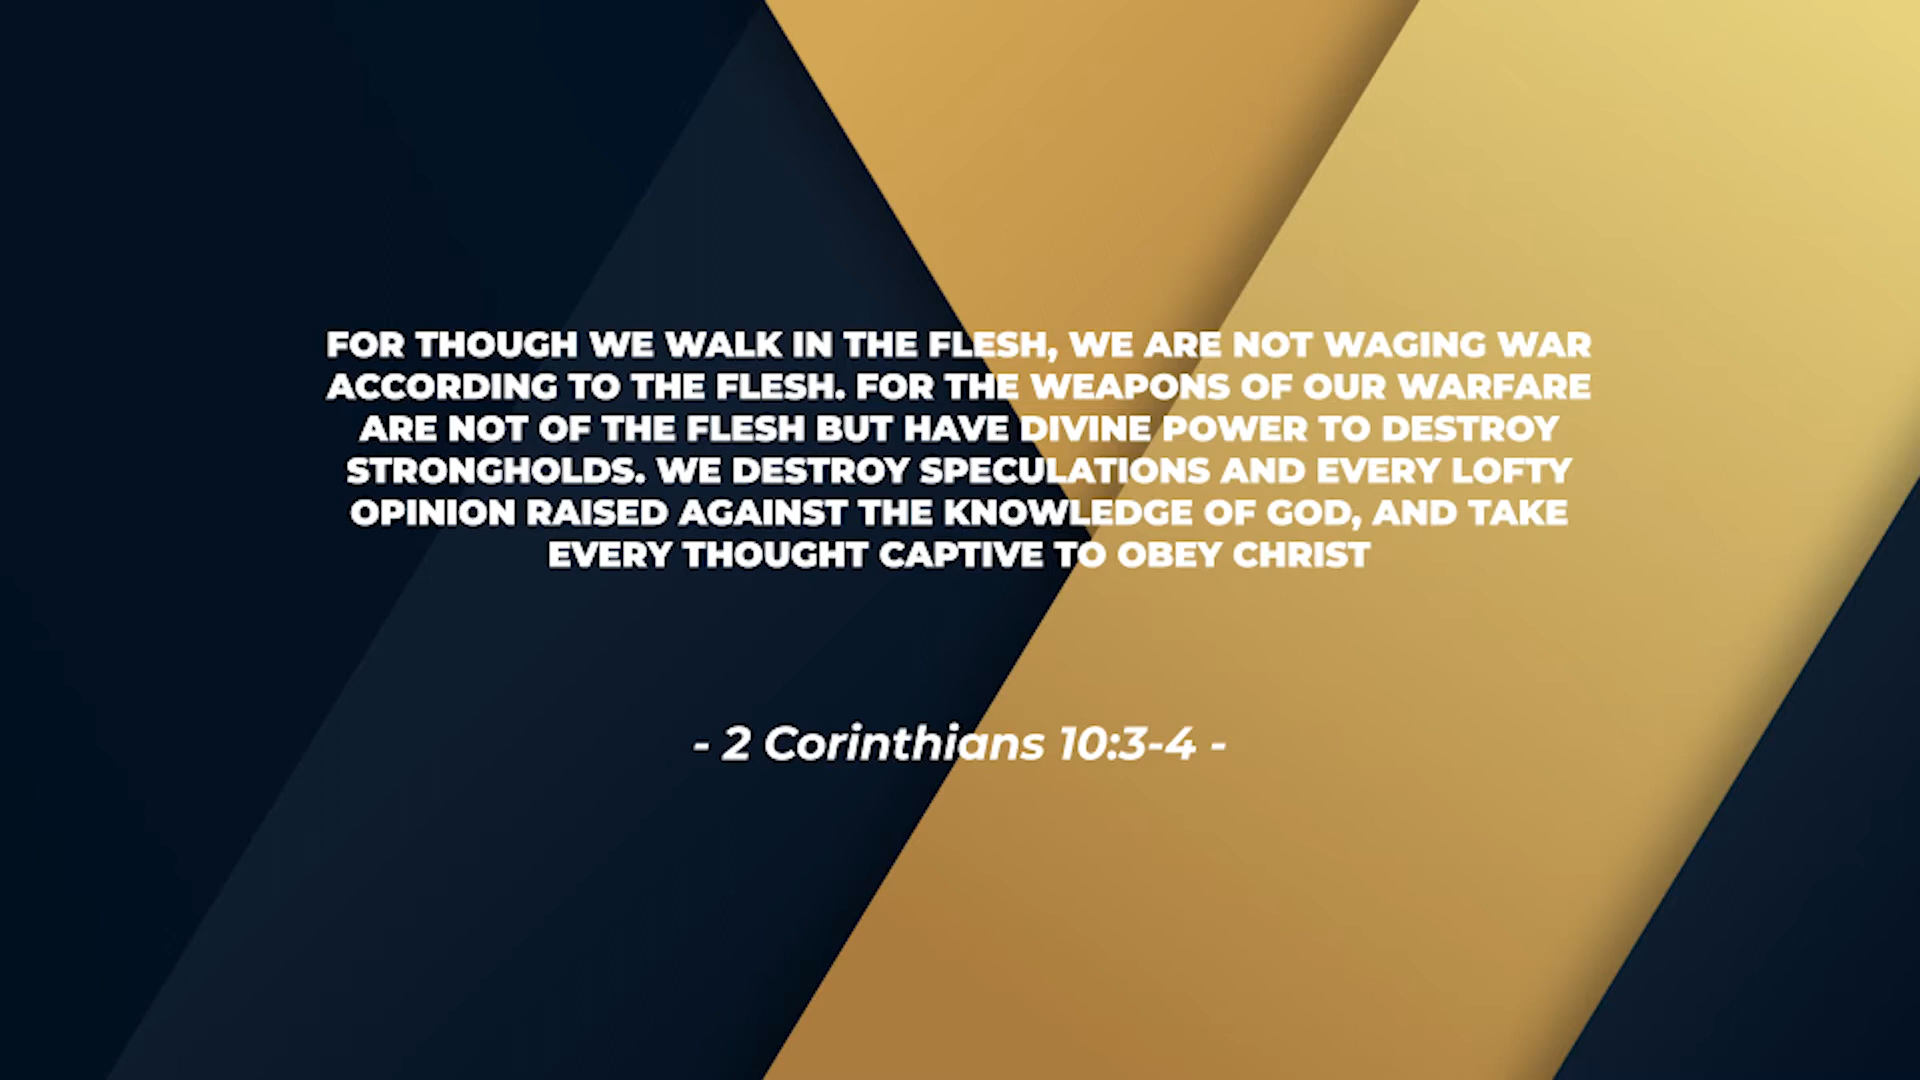 FOR THOUGH WE WALK IN THE FLESH, WE ARE NOT WAGING WAR
ACCORDING TO THE FLESH. FOR THE WEAPONS OF OUR WARFARE
ARE NOT OF THE FLESH BUT HAVE DIVINE POWER TO DESTROY
STRONGHOLDS. WE DESTROY SPECULATIONS AND EVERY LOFTY
OPINION RAISED AGAINST THE KNOWLEDGE OF GOD, AND TAKE
EVERY THOUGHT CAPTIVE TO OBEY CHRIST
- 2 Corinthians 10:3-4 -